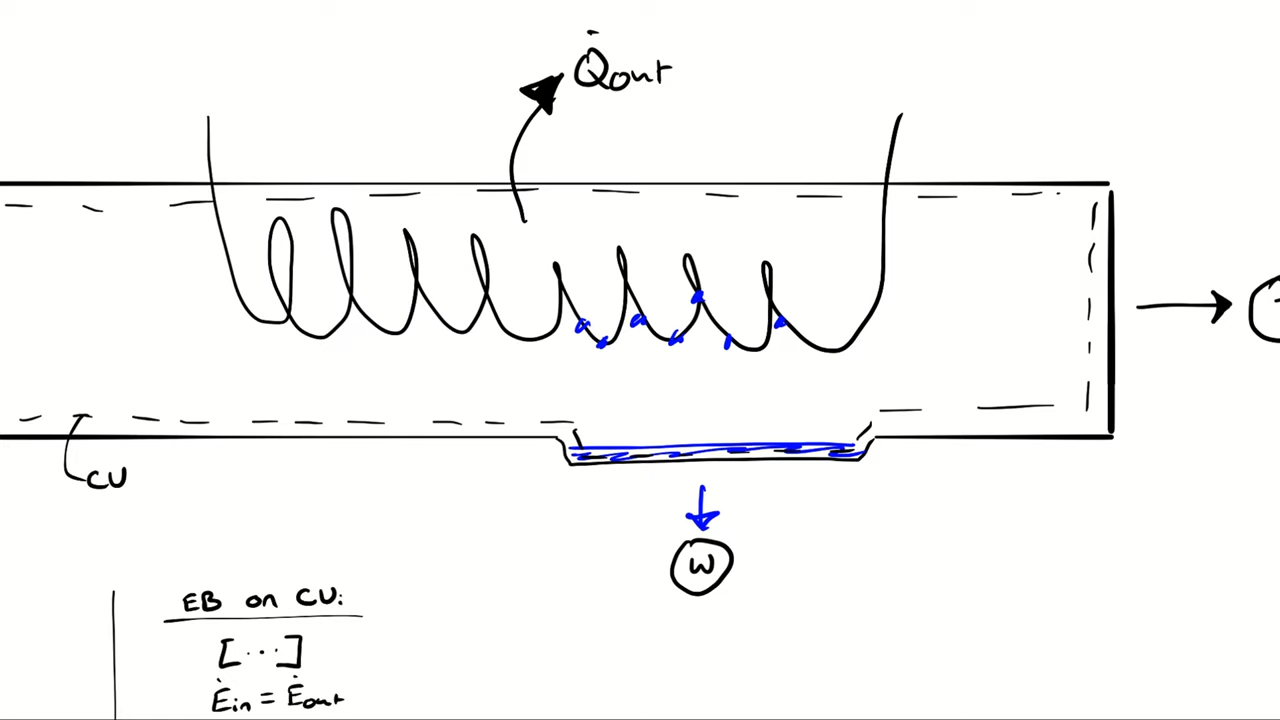 Q̇out
CV
W
EB on CV:
[...]
Ėin = Ėout